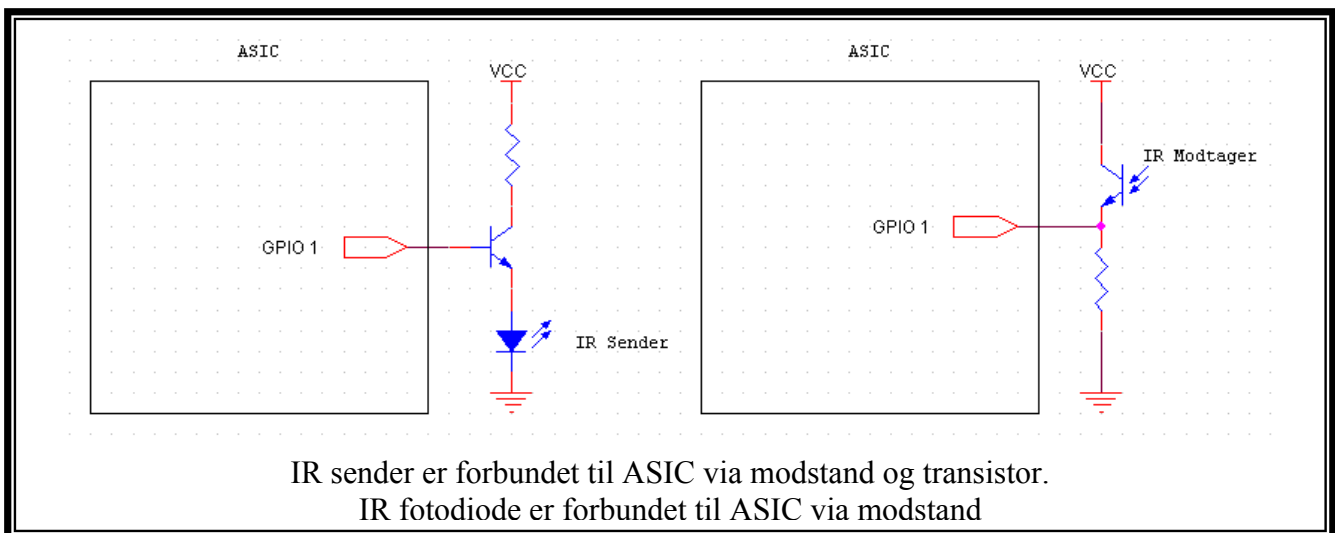 ASIC
VCC
GPIO 1
IR Sender
ASIC
VCC
IR Modtager
GPIO 1
IR sender er forbundet til ASIC via modstand og transistor.
IR fotodiode er forbundet til ASIC via modstand